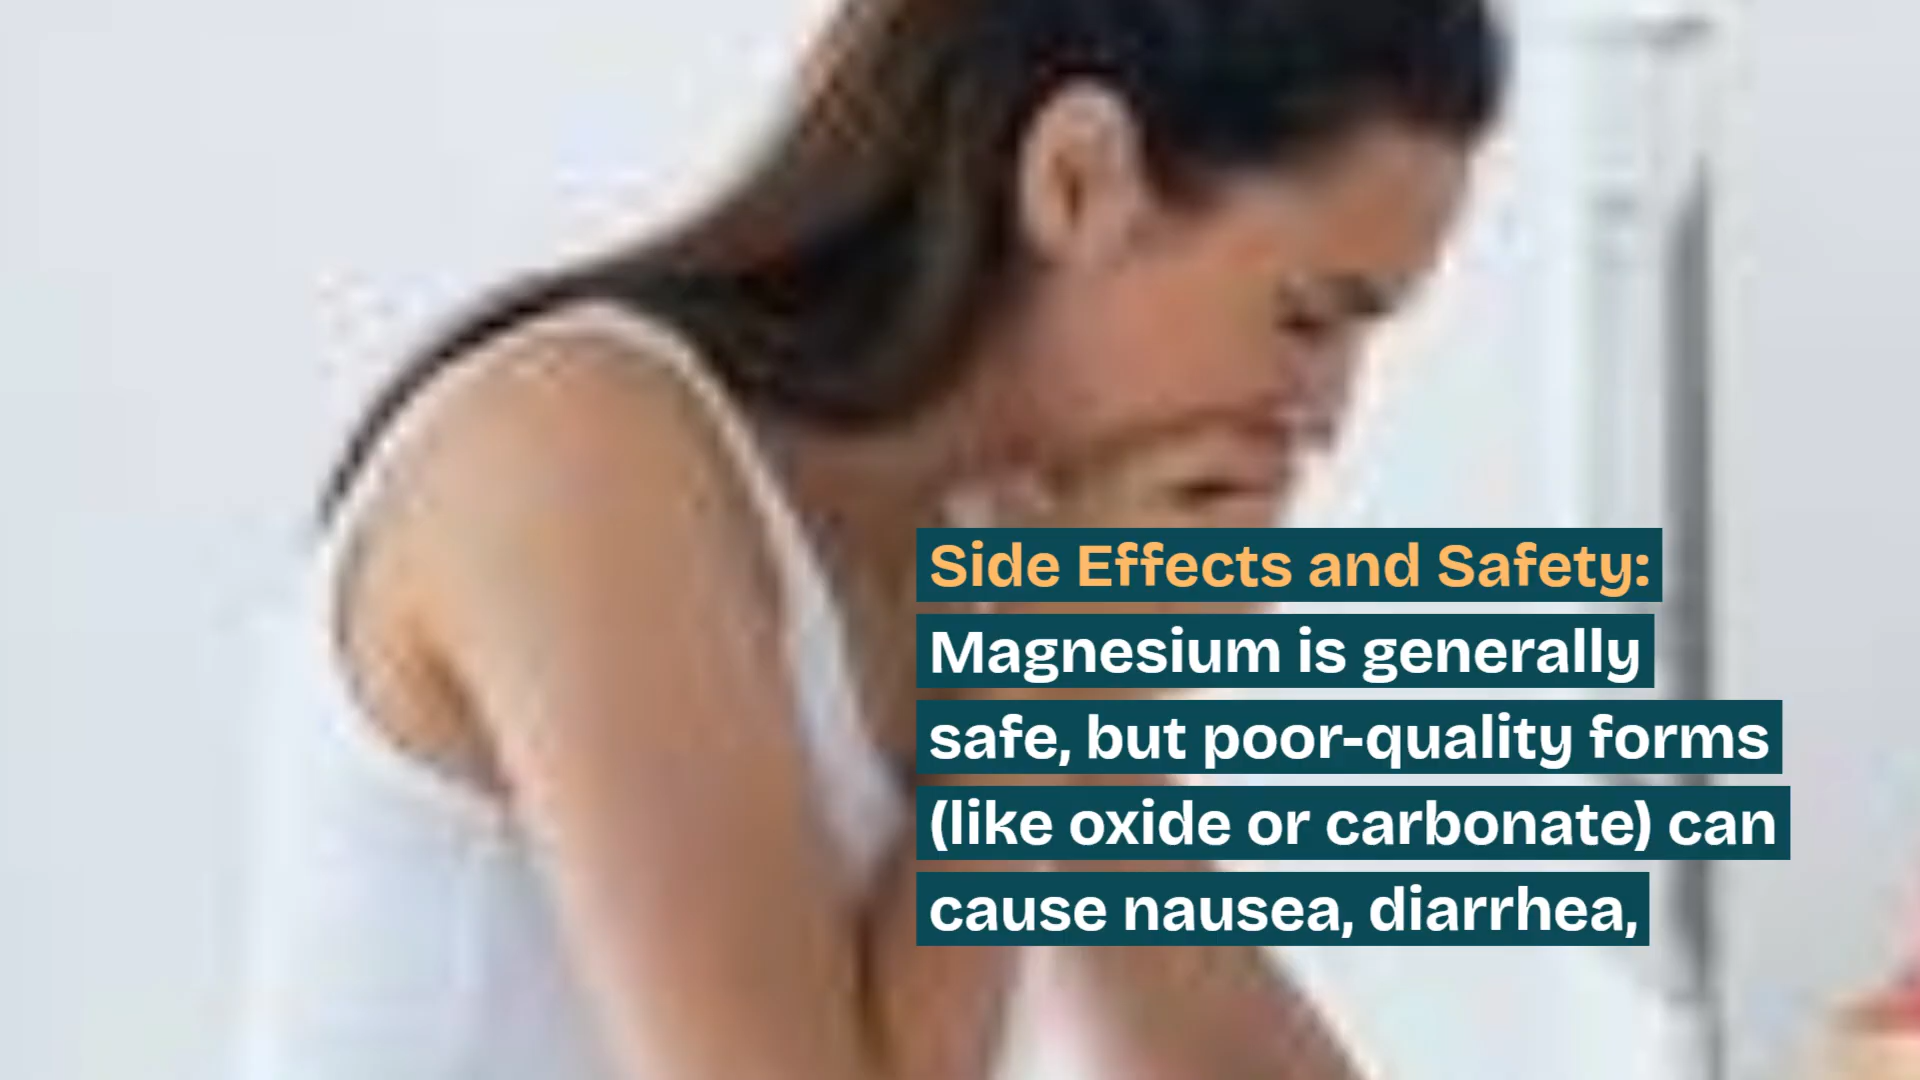 Side Effects and Safety:
Magnesium is generally
safe, but poor-quality forms
(like oxide or carbonate) can
cause nausea, diarrhea,